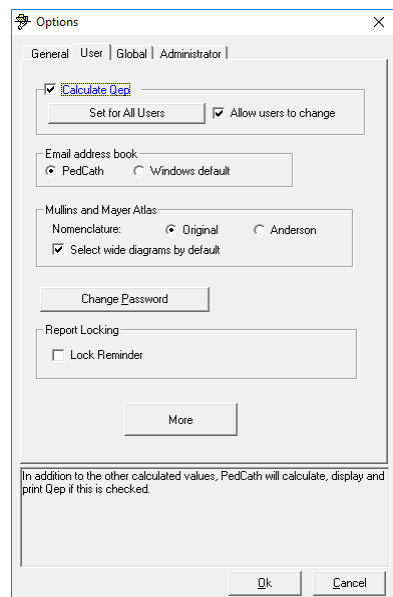 Options
General User Global Administrator
Calculate Qep
Set for All Users Allow users to change
Email address book
PedCath Windows default
Mullins and Mayer Atlas
Nomenclature: Original Anderson
Select wide diagrams by default
Change Password
Report Locking
Lock Reminder
More
In addition to the other calculated values, PedCath will calculate, display and
print Qep if this is checked.
Ok Cancel